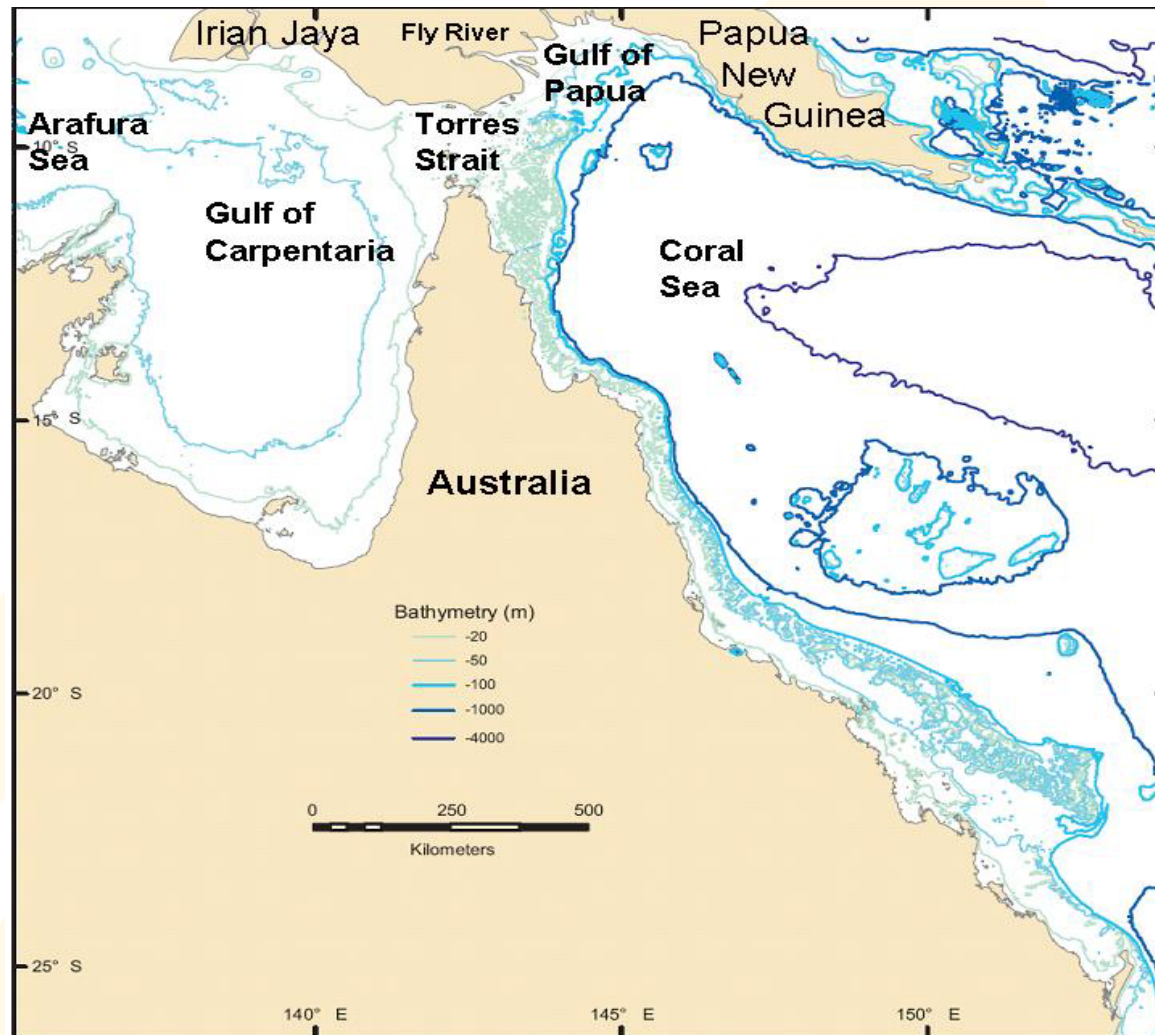 Irian Jaya
Fly River
Gulf of
Papua
Papua
New
Guinea
Arafura
Sea
10° S
Torres
Strait
Gulf of
Carpentaria
Coral
Sea
15° S
Australia
Bathymetry (m)
-20
-50
-100
-1000
-4000
20° S
0 250 500
Kilometers
25° S
140° E 145° E 150° E